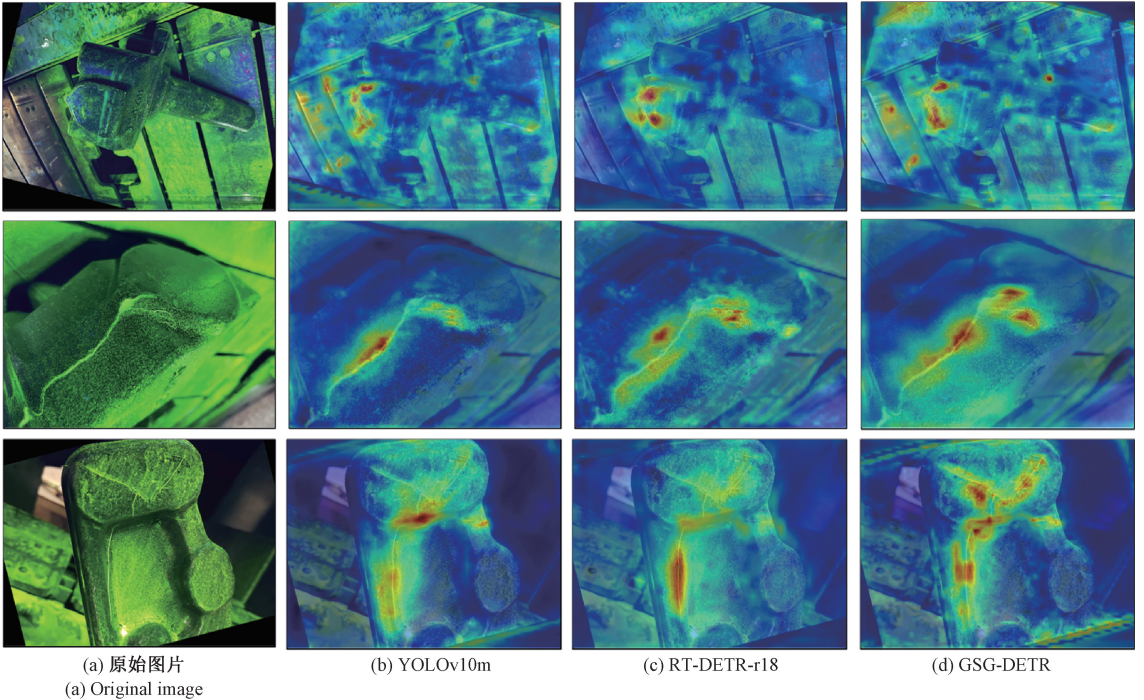 (a) 原始图片
(b) YOLOv10m
(c) RT-DETR-r18
(d) GSG-DETR
(a) Original image